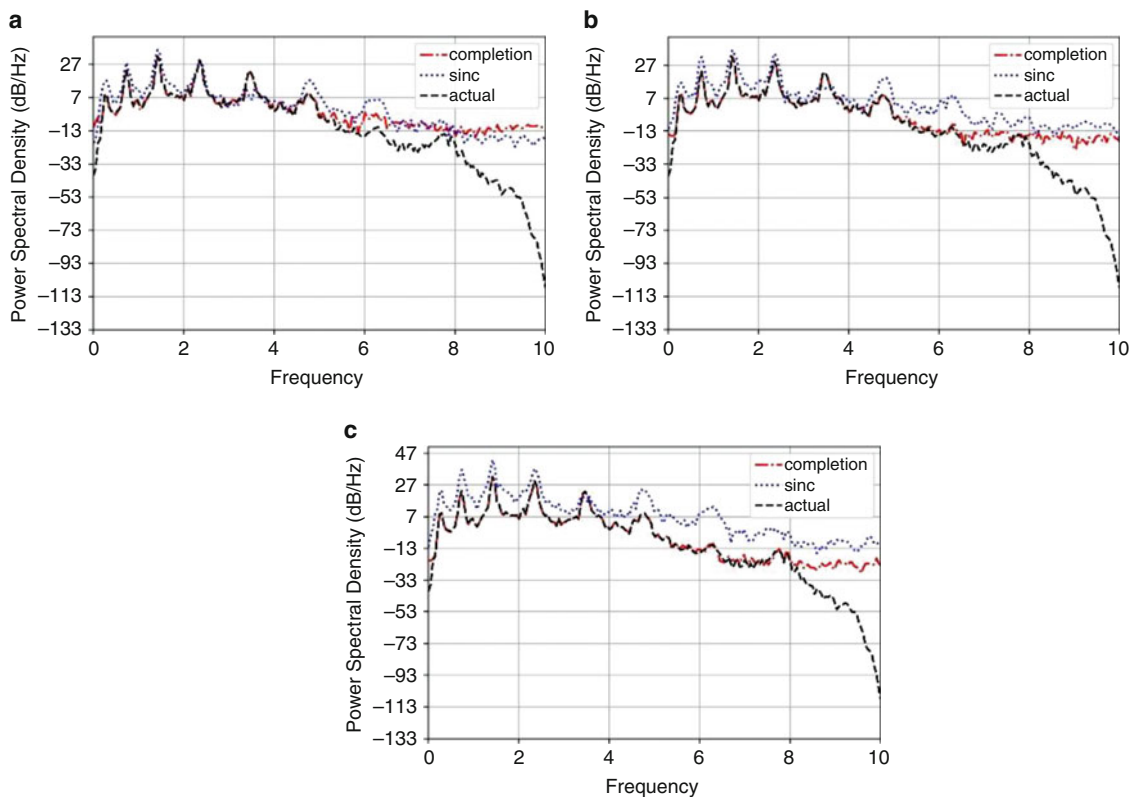 a
Power Spectral Density (dB/Hz)
27
7
–13
–33
–53
–73
–93
–113
–133
0 2 4 6 8 10
Frequency
completion
sinc
actual
b
Power Spectral Density (dB/Hz)
27
7
–13
–33
–53
–73
–93
–113
–133
0 2 4 6 8 10
Frequency
completion
sinc
actual
c
Power Spectral Density (dB/Hz)
47
27
7
–13
–33
–53
–73
–93
–113
–133
0 2 4 6 8 10
Frequency
completion
sinc
actual